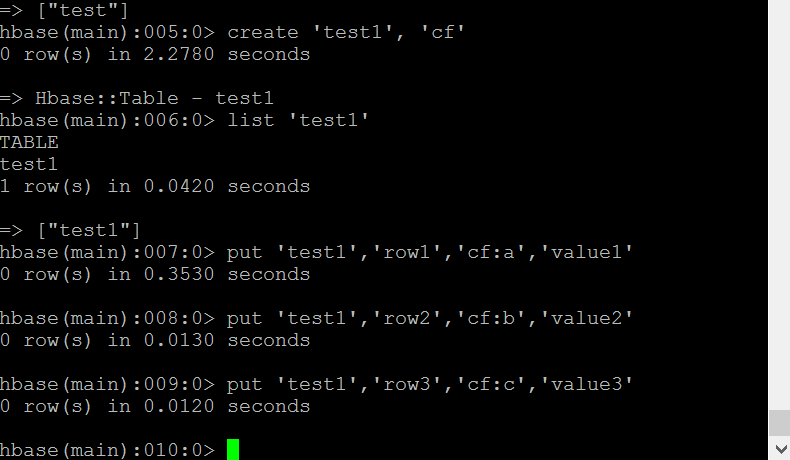 => ["test"]
hbase(main):005:0> create 'test1', 'cf'
0 row(s) in 2.2780 seconds
=> Hbase::Table - test1
hbase(main):006:0> list 'test1'
TABLE
test1
1 row(s) in 0.0420 seconds
=> ["test1"]
hbase(main):007:0> put 'test1','row1','cf:a','value1'
0 row(s) in 0.3530 seconds
hbase(main):008:0> put 'test1','row2','cf:b','value2'
0 row(s) in 0.0130 seconds
hbase(main):009:0> put 'test1','row3','cf:c','value3'
0 row(s) in 0.0120 seconds
hbase(main):010:0>